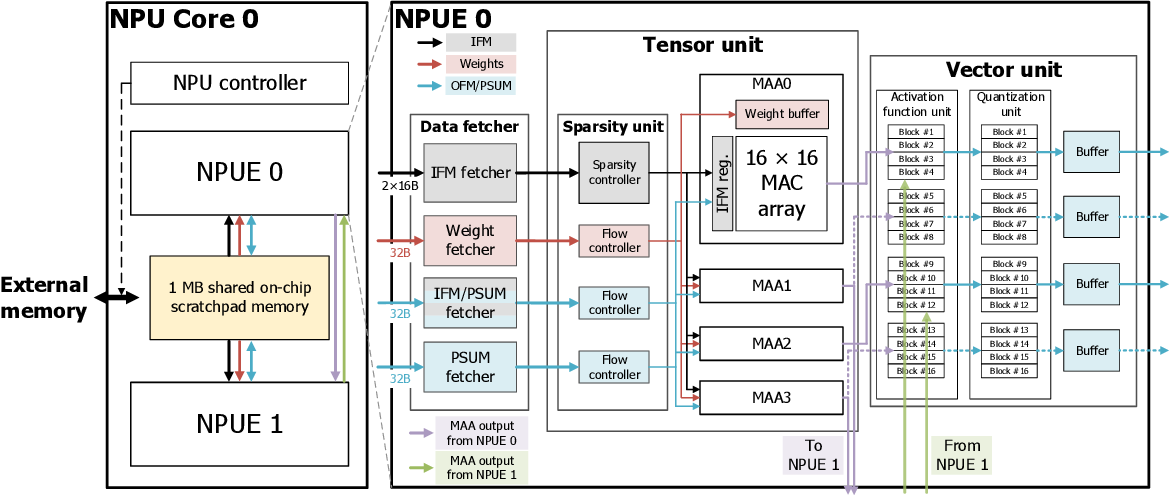 NPU Core 0
NPU controller
NPUE 0
1 MB shared on-chip
scratchpad memory
NPUE 1
External
memory
NPUE 0
IFM
Weights
OFM/PSUM
Data fetcher
2×16B
IFM fetcher
32B
Weight
fetcher
32B
IFM/PSUM
fetcher
32B
PSUM
fetcher
MAA output
from NPUE 0
MAA output
from NPUE 1
Tensor unit
Sparsity unit
Sparsity
controller
Flow
controller
Flow
controller
Flow
controller
MAA0
Weight buffer
IFM reg.
16 × 16
MAC
array
MAA1
MAA2
MAA3
To
NPUE 1
From
NPUE 1
Vector unit
Activation
function unit
Block #1
Block #2
Block #3
Block #4
Block #5
Block #6
Block #7
Block #8
Block #9
Block #10
Block #11
Block #12
Block #13
Block #14
Block #15
Block #16
Quantization
unit
Block #1
Block #2
Block #3
Block #4
Block #5
Block #6
Block #7
Block #8
Block #9
Block #10
Block #11
Block #12
Block #13
Block #14
Block #15
Block #16
Buffer
Buffer
Buffer
Buffer